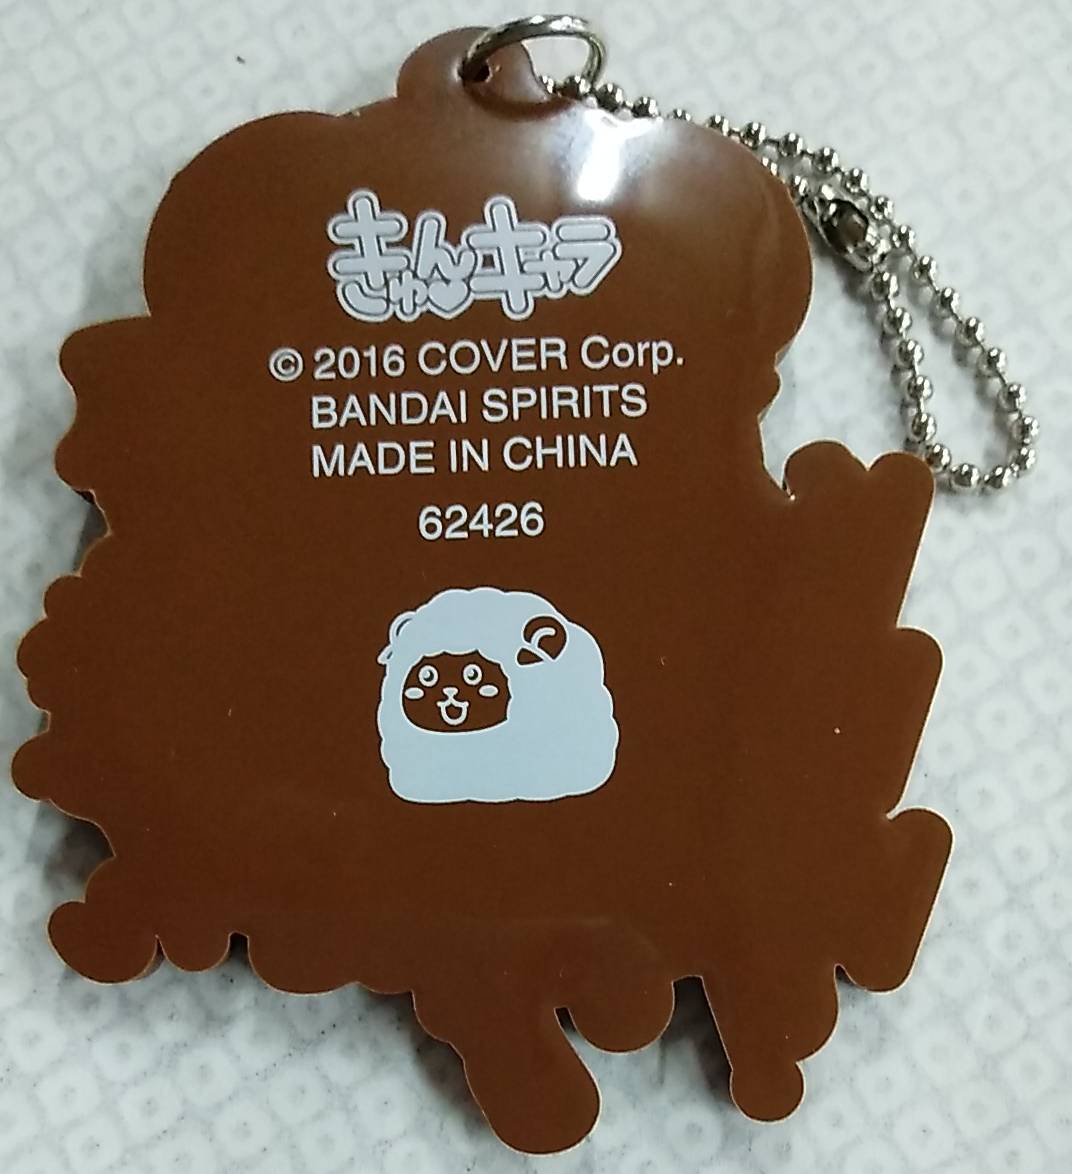 きゅんキャラ
© 2016 COVER Corp.
BANDAI SPIRITS
MADE IN CHINA
62426